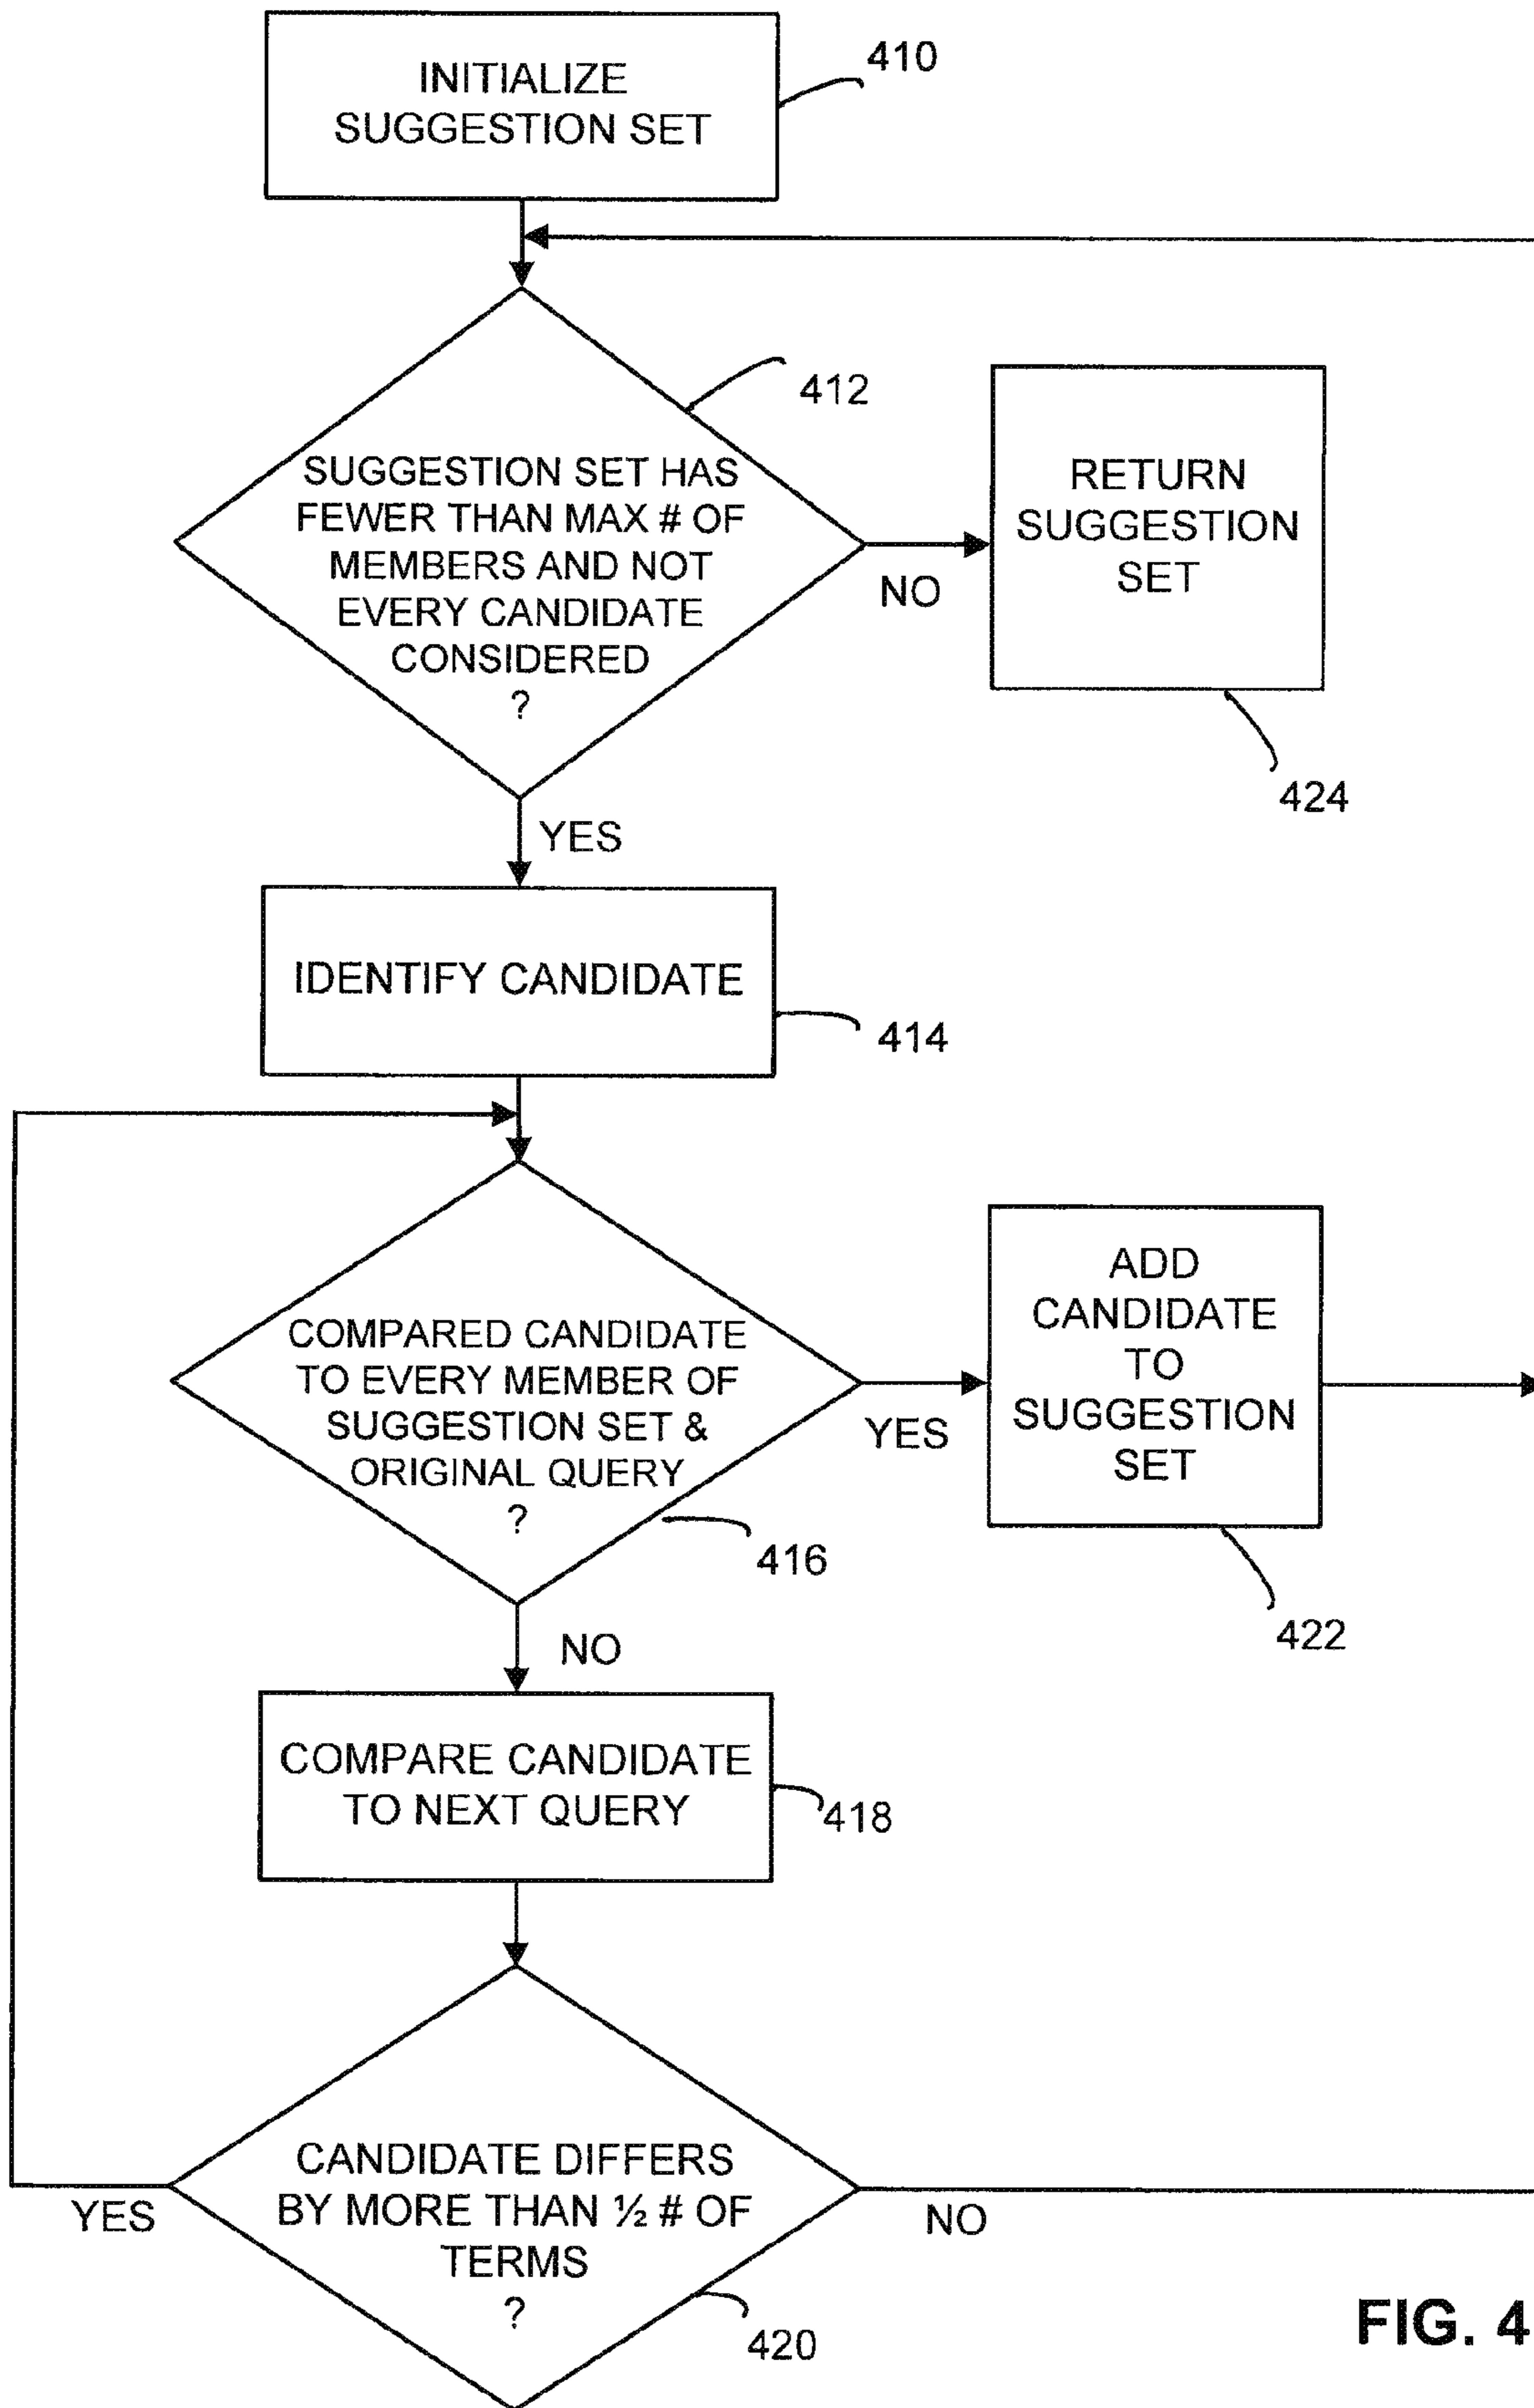 INITIALIZE
SUGGESTION SET
410
412
SUGGESTION SET HAS
FEWER THAN MAX # OF
MEMBERS AND NOT
EVERY CANDIDATE
CONSIDERED
?
NO
RETURN
SUGGESTION
SET
424
YES
IDENTIFY CANDIDATE
414
COMPARED CANDIDATE
TO EVERY MEMBER OF
SUGGESTION SET &
ORIGINAL QUERY
?
416
YES
ADD
CANDIDATE
TO
SUGGESTION
SET
422
NO
COMPARE CANDIDATE
TO NEXT QUERY
418
CANDIDATE DIFFERS
BY MORE THAN ½ # OF
TERMS
?
420
YES
NO
FIG. 4